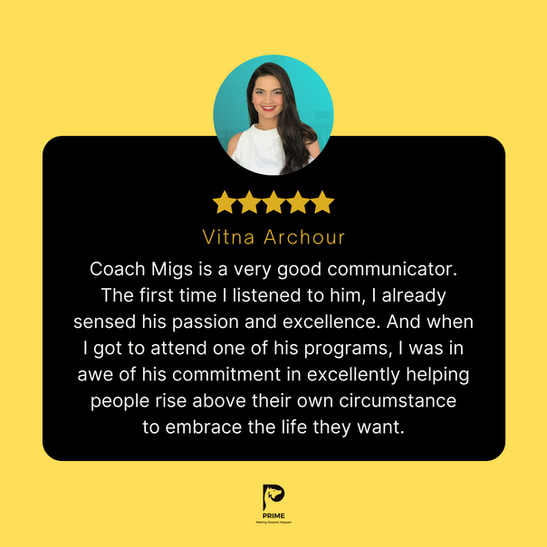 Vitna Archour
Coach Migs is a very good communicator.
The first time I listened to him, I already
sensed his passion and excellence. And when
I got to attend one of his programs, I was in
awe of his commitment in excellently helping
people rise above their own circumstance
to embrace the life they want.
PRIME
Making Dreams Happen